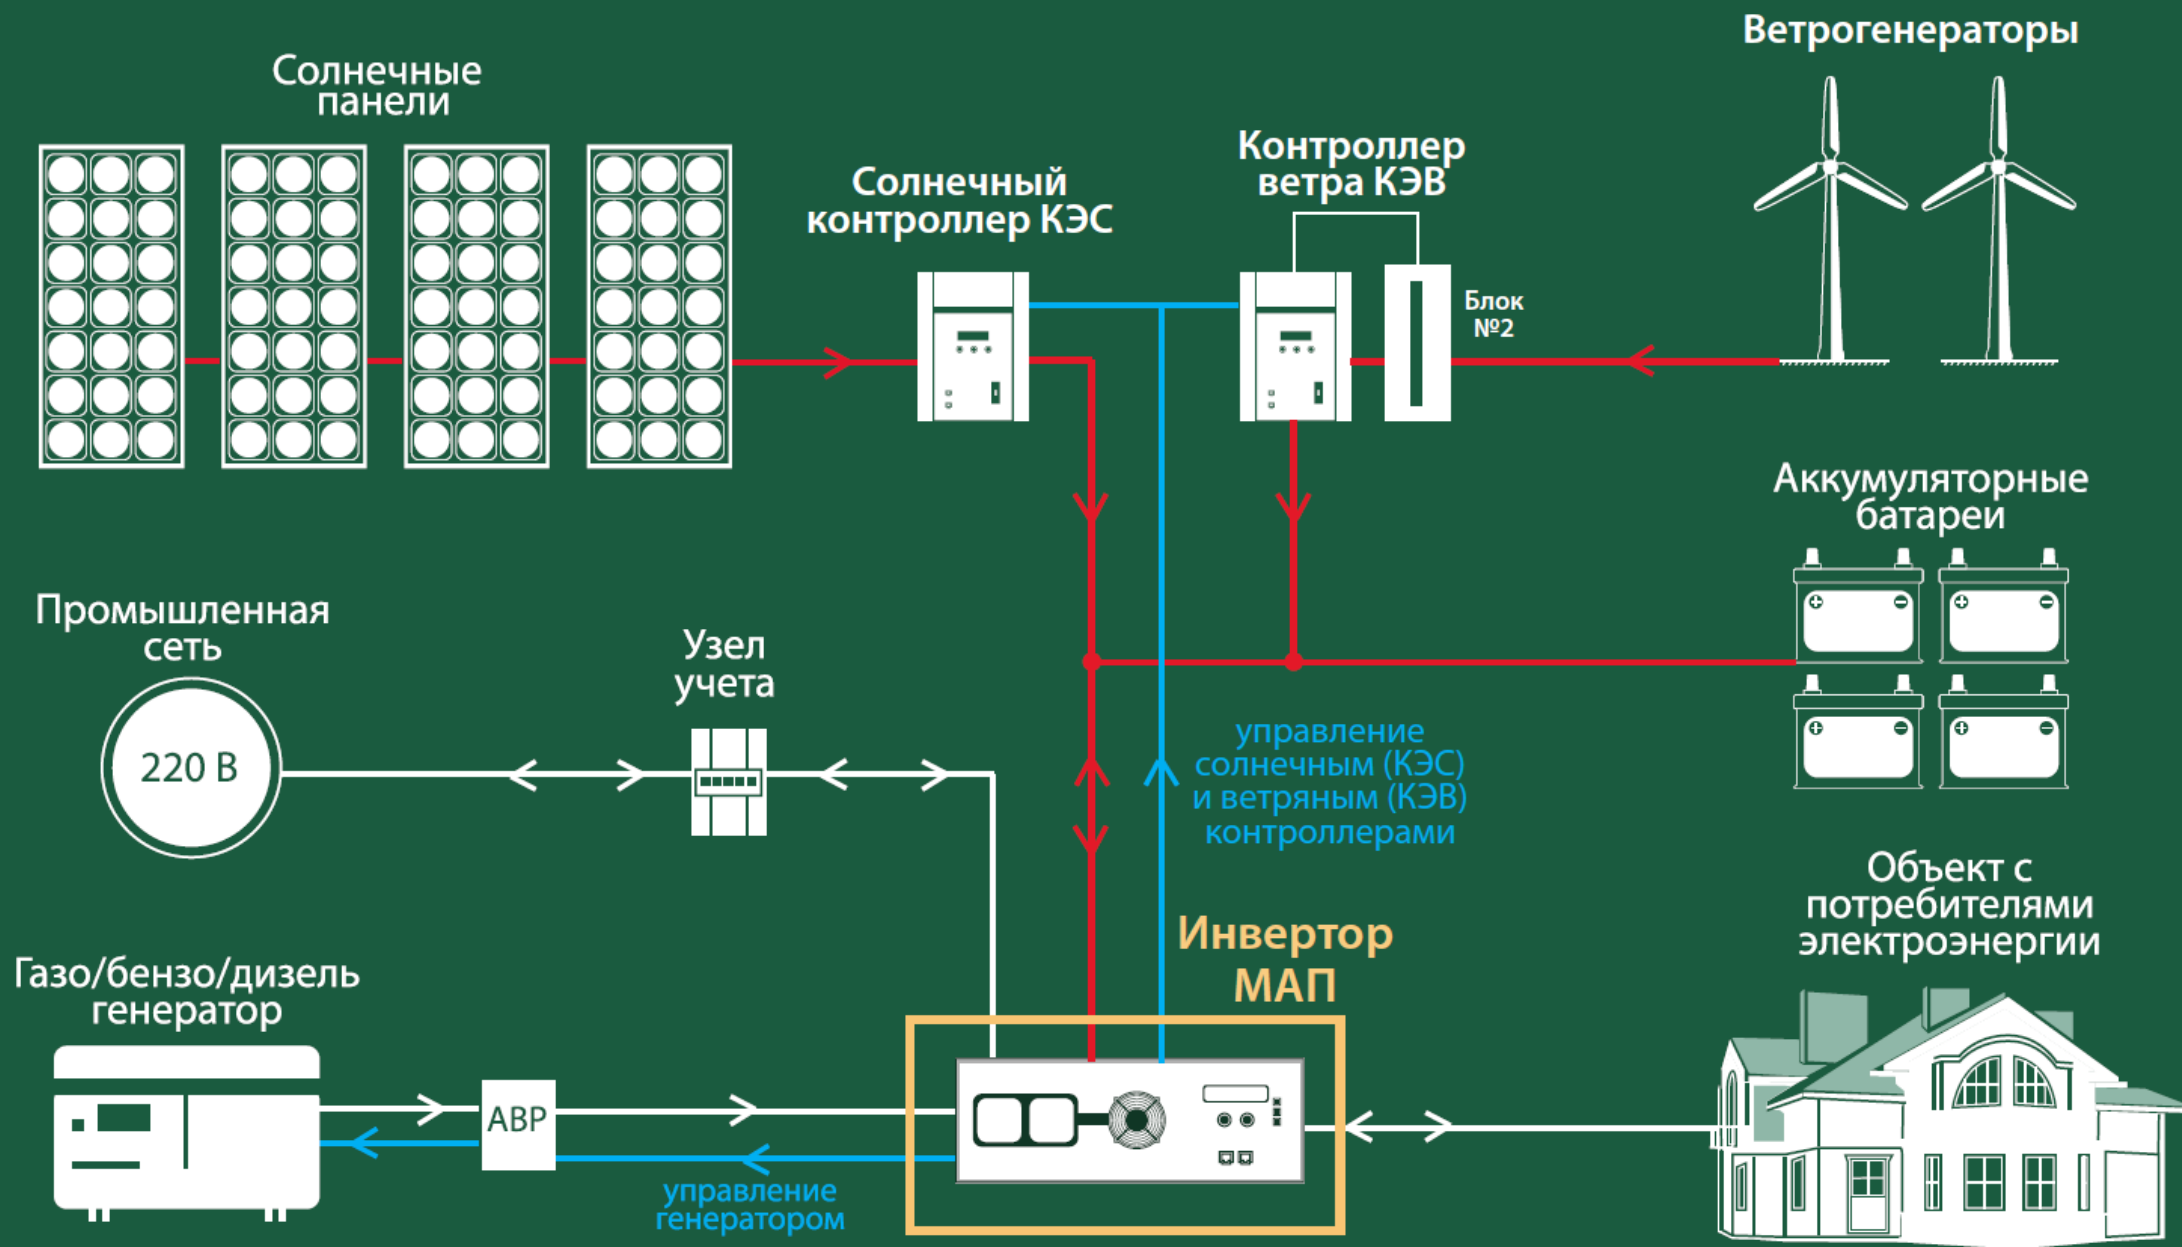 Ветрогенераторы
Солнечные
панели
Контроллер
ветра КЭВ
Солнечный
контроллер КЭС
Блок
№2
Аккумуляторные
батареи
Промышленная
сеть
220 В
Узел
учета
управление
солнечным (КЭС)
и ветряным (КЭВ)
контроллерами
Объект с
потребителями
электроэнергии
Инвертор
МАП
Газо/бензо/дизель
генератор
АВР
управление
генератором